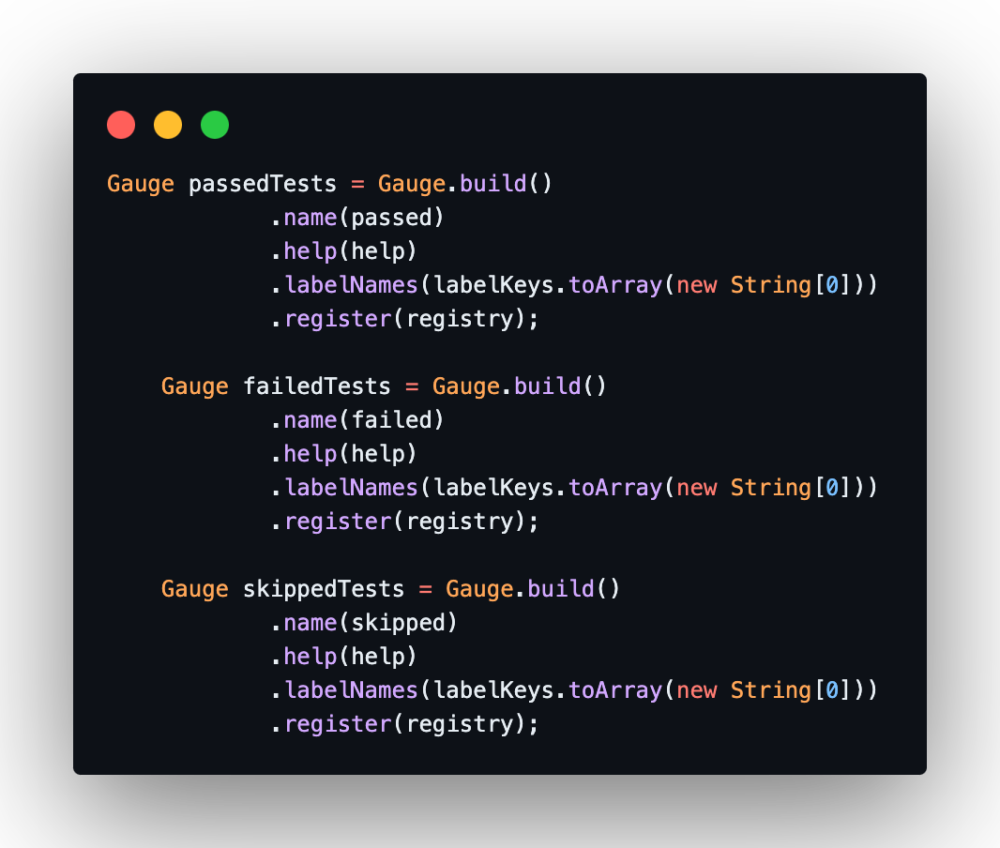 Gauge passedTests = Gauge.build()
            .name(passed)
            .help(help)
            .labelNames(labelKeys.toArray(new String[0]))
            .register(registry);

    Gauge failedTests = Gauge.build()
            .name(failed)
            .help(help)
            .labelNames(labelKeys.toArray(new String[0]))
            .register(registry);

    Gauge skippedTests = Gauge.build()
            .name(skipped)
            .help(help)
            .labelNames(labelKeys.toArray(new String[0]))
            .register(registry);